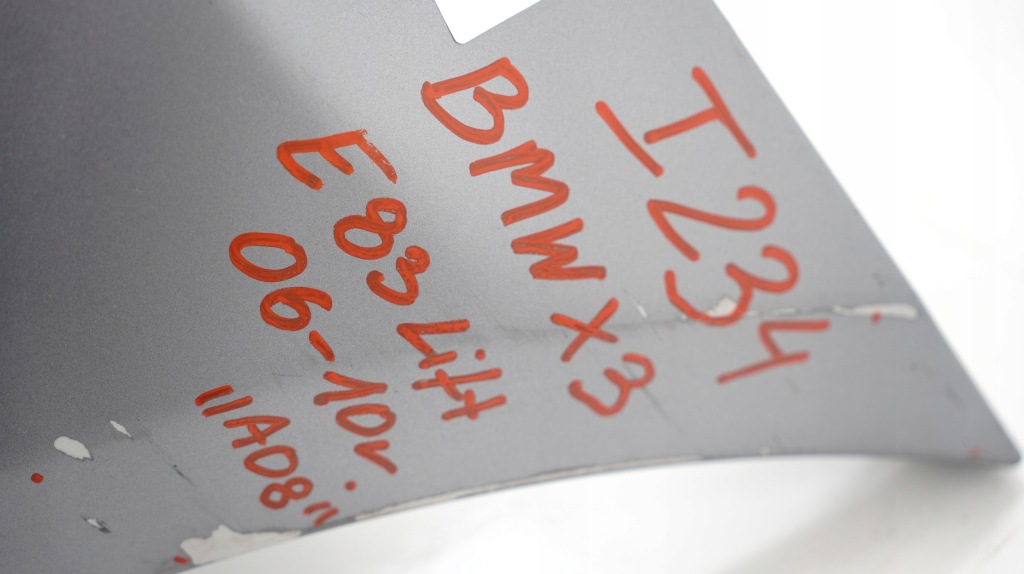 I234
BMW X3
E83 Lift
06-10r.
"A08"